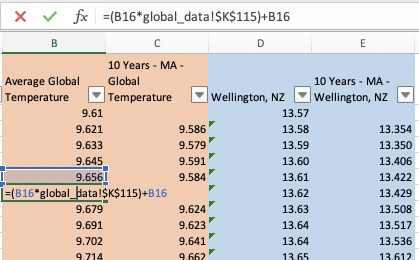 fx =(B16*global_data!$K$115)+B16
B C D E
Average Global Temperature 10 Years - MA - Global Temperature Wellington, NZ 10 Years - MA - Wellington, NZ
9.61 13.57
9.621 9.586 13.58 13.354
9.633 9.579 13.59 13.350
9.645 9.591 13.60 13.406
9.656 9.584 13.61 13.422
=(B16*global_data!$K$115)+B16 13.62 13.429
9.679 9.624 13.63 13.508
9.691 9.623 13.64 13.517
9.702 9.641 13.64 13.536
9.714 9.662 13.65 13.612